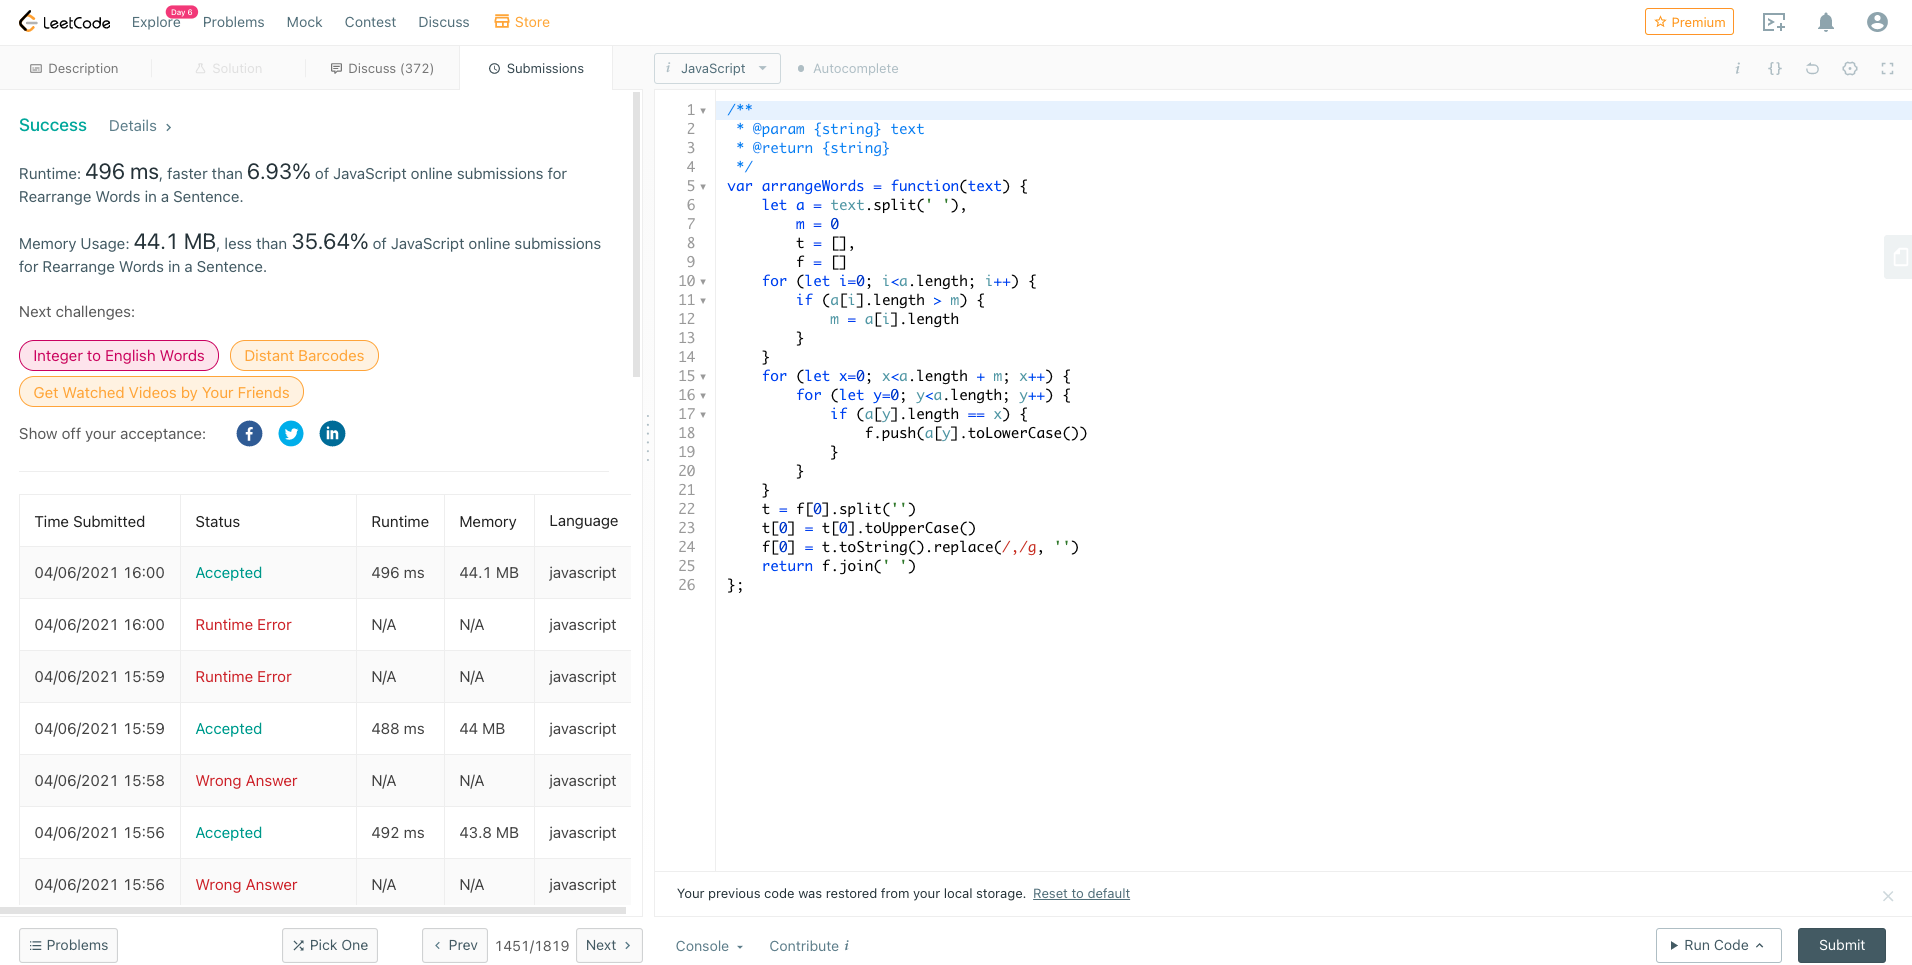 LeetCode Explore Day 6 Problems Mock Contest Discuss Store Premium
Description Solution Discuss (372) Submissions
JavaScript Autocomplete
Success Details >
Runtime: 496 ms, faster than 6.93% of JavaScript online submissions for
Rearrange Words in a Sentence.
Memory Usage: 44.1 MB, less than 35.64% of JavaScript online submissions
for Rearrange Words in a Sentence.
Next challenges:
Integer to English Words Distant Barcodes
Get Watched Videos by Your Friends
Show off your acceptance:
Time Submitted Status Runtime Memory Language
04/06/2021 16:00 Accepted 496 ms 44.1 MB javascript
04/06/2021 16:00 Runtime Error N/A N/A javascript
04/06/2021 15:59 Runtime Error N/A N/A javascript
04/06/2021 15:59 Accepted 488 ms 44 MB javascript
04/06/2021 15:58 Wrong Answer N/A N/A javascript
04/06/2021 15:56 Accepted 492 ms 43.8 MB javascript
04/06/2021 15:56 Wrong Answer N/A N/A javascript
1 /**
2  * @param {string} text
3  * @return {string}
4  */
5 var arrangeWords = function(text) {
6     let a = text.split(' '),
7         m = 0
8         t = [],
9         f = []
10     for (let i=0; i<a.length; i++) {
11         if (a[i].length > m) {
12             m = a[i].length
13         }
14     }
15     for (let x=0; x<a.length + m; x++) {
16         for (let y=0; y<a.length; y++) {
17             if (a[y].length == x) {
18                 f.push(a[y].toLowerCase())
19             }
20         }
21     }
22     t = f[0].split('')
23     t[0] = t[0].toUpperCase()
24     f[0] = t.toString().replace(/,/g, '')
25     return f.join(' ')
26 };
Your previous code was restored from your local storage. Reset to default
Problems Pick One < Prev 1451/1819 Next > Console Contribute i Run Code Submit